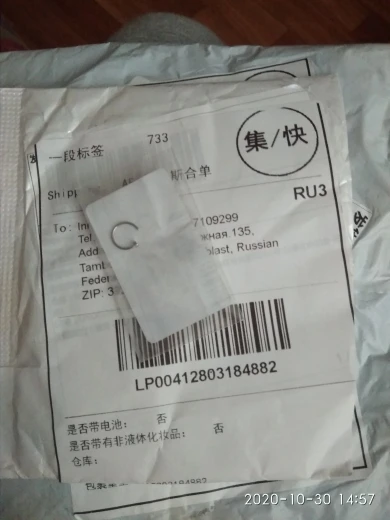 一段标签 733
集/快
斯合单
RU3
To: 7109299
Tel жная.135,
Add blast, Russian
Tamb
Feder
ZIP: 3
LP00412803184882
是否带电池: 否
是否带有非液体化妆品: 否
仓库:
2020-10-30 14:57